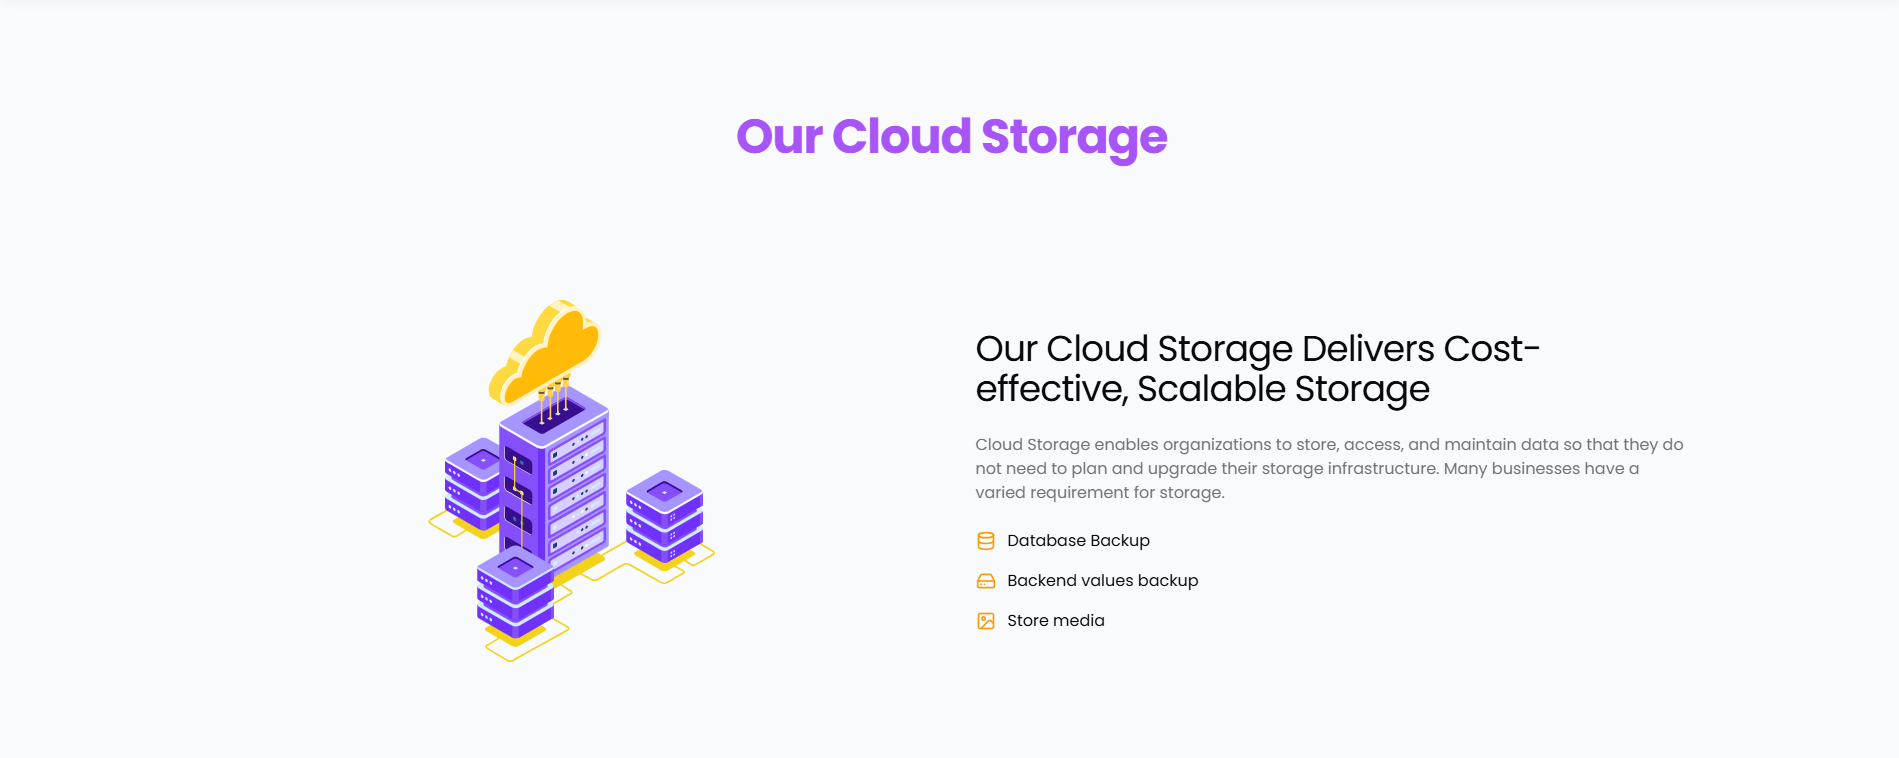 Our Cloud Storage
Our Cloud Storage Delivers Cost-
effective, Scalable Storage
Cloud Storage enables organizations to store, access, and maintain data so that they do
not need to plan and upgrade their storage infrastructure. Many businesses have a
varied requirement for storage.
Database Backup
Backend values backup
Store media